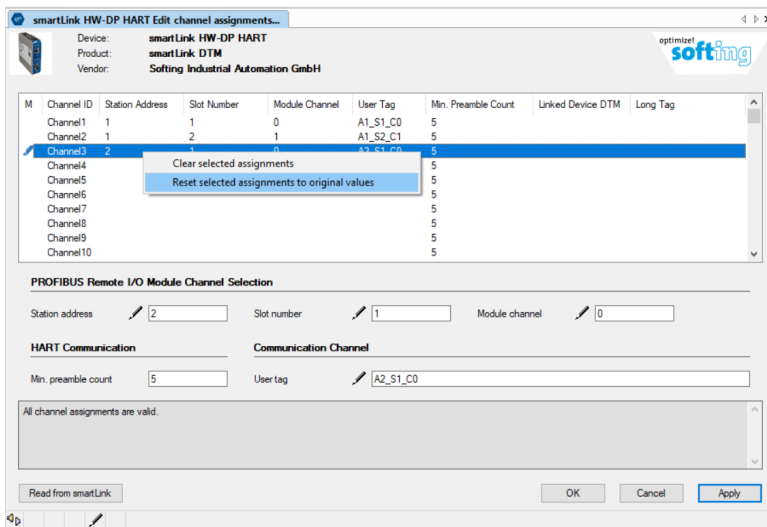 smartLink HW-DP HART Edit channel assignments...
Device: smartLink HW-DP HART
Product: smartLink DTM
Vendor: Softing Industrial Automation GmbH
optimize!
softing
M Channel ID Station Address Slot Number Module Channel User Tag Min. Preamble Count Linked Device DTM Long Tag
Channel1 1 1 0 A1_S1_C0 5
Channel2 1 2 1 A1_S2_C1 5
Channel3 2 1 0 A2_S1_C0 5
Channel4 5
Clear selected assignments
Channel5 5
Reset selected assignments to original values
Channel6 5
Channel7 5
Channel8 5
Channel9 5
Channel10 5
PROFIBUS Remote I/O Module Channel Selection
Station address 2 Slot number 1 Module channel 0
HART Communication Communication Channel
Min. preamble count 5 User tag A2_S1_C0
All channel assignments are valid.
Read from smartLink OK Cancel Apply